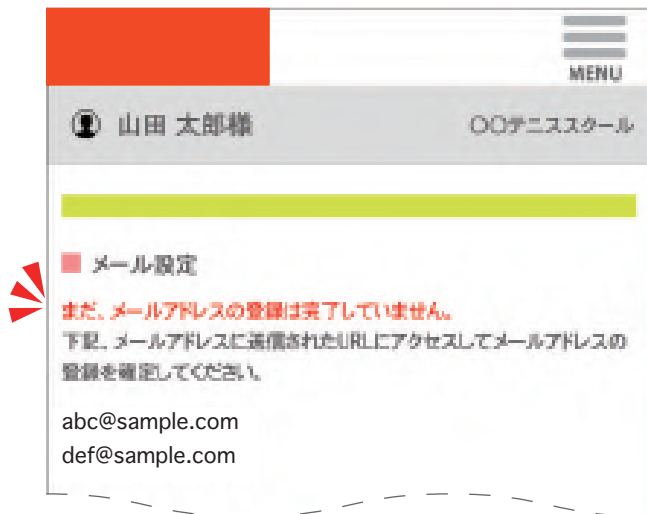 MENU
山田 太郎様
〇〇テニススクール
メール設定
まだ、メールアドレスの登録は完了していません。
下記、メールアドレスに送信されたURLにアクセスしてメールアドレスの
登録を確定してください。
abc@sample.com
def@sample.com